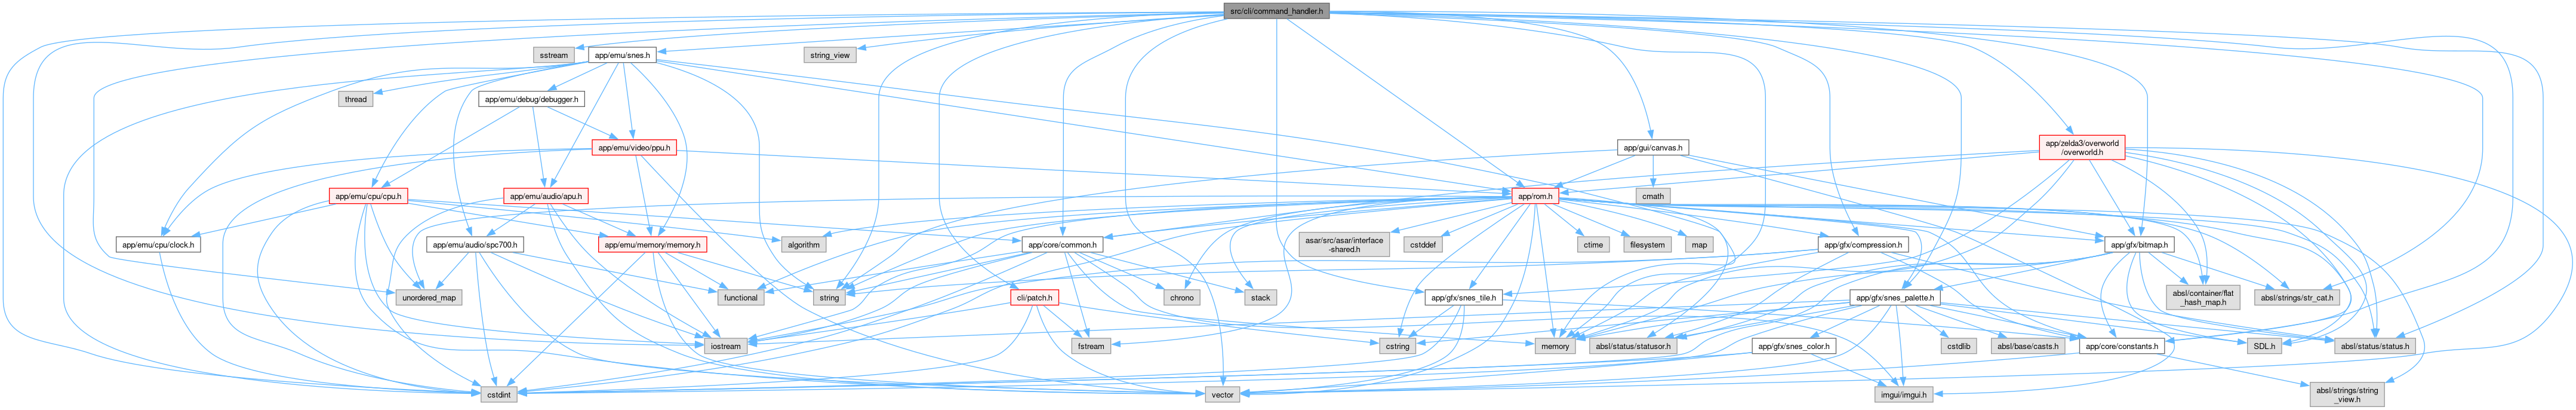 src/cli/command_handler.h
sstream
app/emu/snes.h
string_view
thread
app/emu/debug/debugger.h
app/emu/video/ppu.h
app/gui/canvas.h
app/zelda3/overworld
/overworld.h
app/emu/cpu/cpu.h
app/emu/audio/apu.h
app/rom.h
cmath
app/emu/cpu/clock.h
app/emu/audio/spc700.h
app/emu/memory/memory.h
algorithm
app/core/common.h
asar/src/asar/interface
-shared.h
cstddef
ctime
filesystem
map
app/gfx/compression.h
app/gfx/bitmap.h
unordered_map
functional
string
cli/patch.h
chrono
stack
app/gfx/snes_tile.h
app/gfx/snes_palette.h
absl/container/flat
_hash_map.h
absl/strings/str_cat.h
iostream
fstream
cstring
memory
absl/status/statusor.h
app/gfx/snes_color.h
cstdlib
absl/base/casts.h
app/core/constants.h
SDL.h
absl/status/status.h
cstdint
vector
imgui/imgui.h
absl/strings/string
_view.h